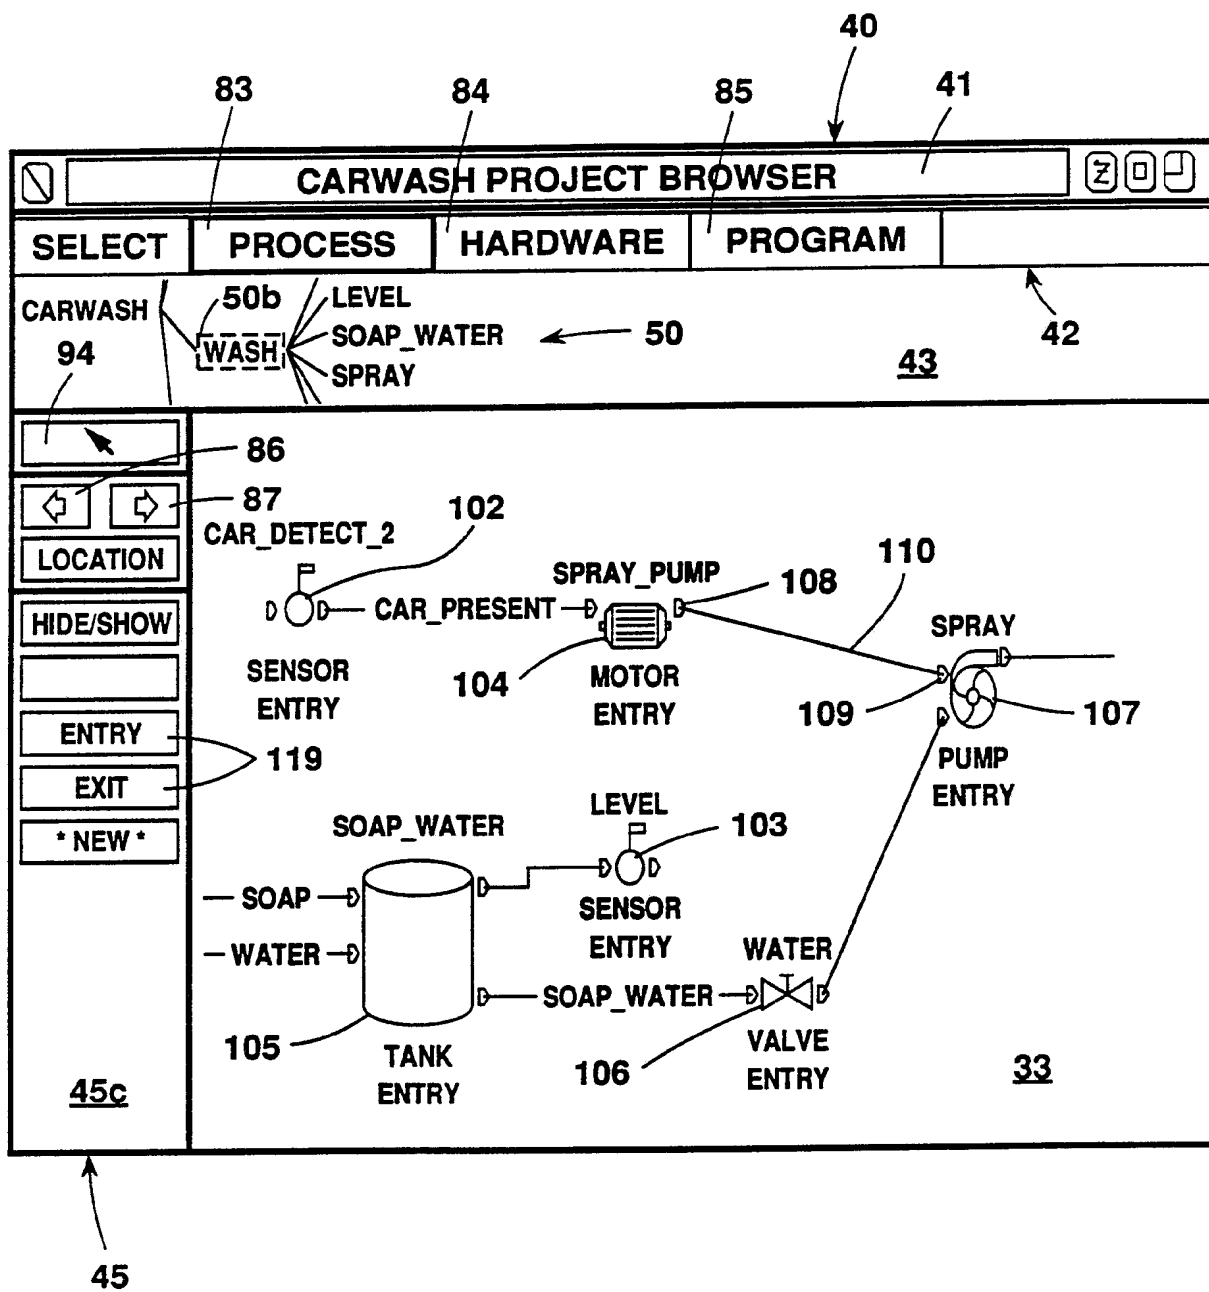 40
83
84
85
41
CARWASH PROJECT BROWSER
Z
SELECT
PROCESS
HARDWARE
PROGRAM
CARWASH
50b
LEVEL
WASH
SOAP_WATER
SPRAY
50
42
94
43
86
87
LOCATION
CAR_DETECT_2
102
CAR_PRESENT
SPRAY_PUMP
108
110
SPRAY
HIDE/SHOW
SENSOR
ENTRY
104
MOTOR
ENTRY
109
107
PUMP
ENTRY
ENTRY
119
EXIT
* NEW *
SOAP_WATER
LEVEL
103
SOAP
WATER
SENSOR
ENTRY
WATER
SOAP_WATER
105
TANK
ENTRY
106
VALVE
ENTRY
33
45c
45